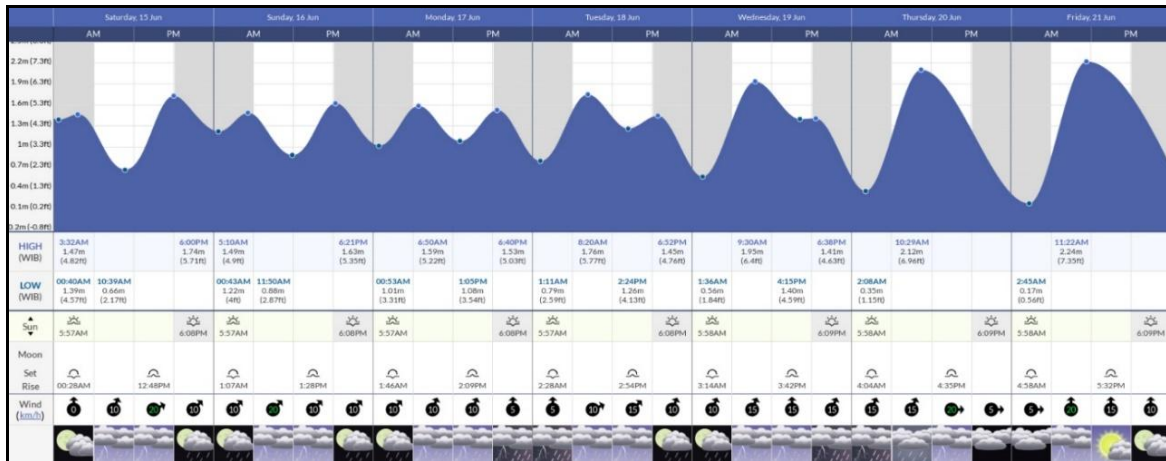 Saturday, 15 Jun Sunday, 16 Jun Monday, 17 Jun Tuesday, 18 Jun Wednesday, 19 Jun Thursday, 20 Jun Friday, 21 Jun
AM PM AM PM AM PM AM PM AM PM AM PM AM PM
2.2m (7.3ft)
1.9m (6.3ft)
1.6m (5.3ft)
1.3m (4.3ft)
1m (3.3ft)
0.7m (2.3ft)
0.4m (1.3ft)
0.1m (0.2ft)
0.2m (-0.8ft)
HIGH 3:32AM 6:00PM 5:10AM 6:21PM 6:50AM 6:40PM 8:20AM 6:52PM 9:30AM 6:38PM 10:29AM 11:22AM
(WIB) 1.47m 1.74m 1.49m 1.63m 1.59m 1.53m 1.76m 1.45m 1.95m 1.41m 2.12m 2.24m
(4.82ft) (5.71ft) (4.9ft) (5.35ft) (5.22ft) (5.03ft) (5.77ft) (4.76ft) (6.4ft) (4.63ft) (6.96ft) (7.35ft)
LOW 00:40AM 10:39AM 00:43AM 11:50AM 00:53AM 1:05PM 1:11AM 2:24PM 1:36AM 4:15PM 2:08AM 2:45AM
(WIB) 1.39m 0.66m 1.22m 0.88m 1.01m 1.08m 0.79m 1.26m 0.56m 1.40m 0.35m 0.17m
(4.57ft) (2.17ft) (4ft) (2.87ft) (3.31ft) (3.54ft) (2.59ft) (4.13ft) (1.84ft) (4.59ft) (1.15ft) (0.56ft)
Sun
5:57AM 6:08PM 5:57AM 6:08PM 5:57AM 6:08PM 5:57AM 6:08PM 5:58AM 6:09PM 5:58AM 6:09PM 5:58AM 6:09PM
Moon
Set
Rise 00:28AM 12:48PM 1:07AM 1:28PM 1:46AM 2:09PM 2:28AM 2:54PM 3:14AM 3:42PM 4:04AM 4:35PM 4:58AM 5:32PM
Wind 0 10 20 10 10 20 10 10 10 10 10 5 5 10 15 10 10 15 15 15 15 15 20 5 5 20 15 10
(km/h)